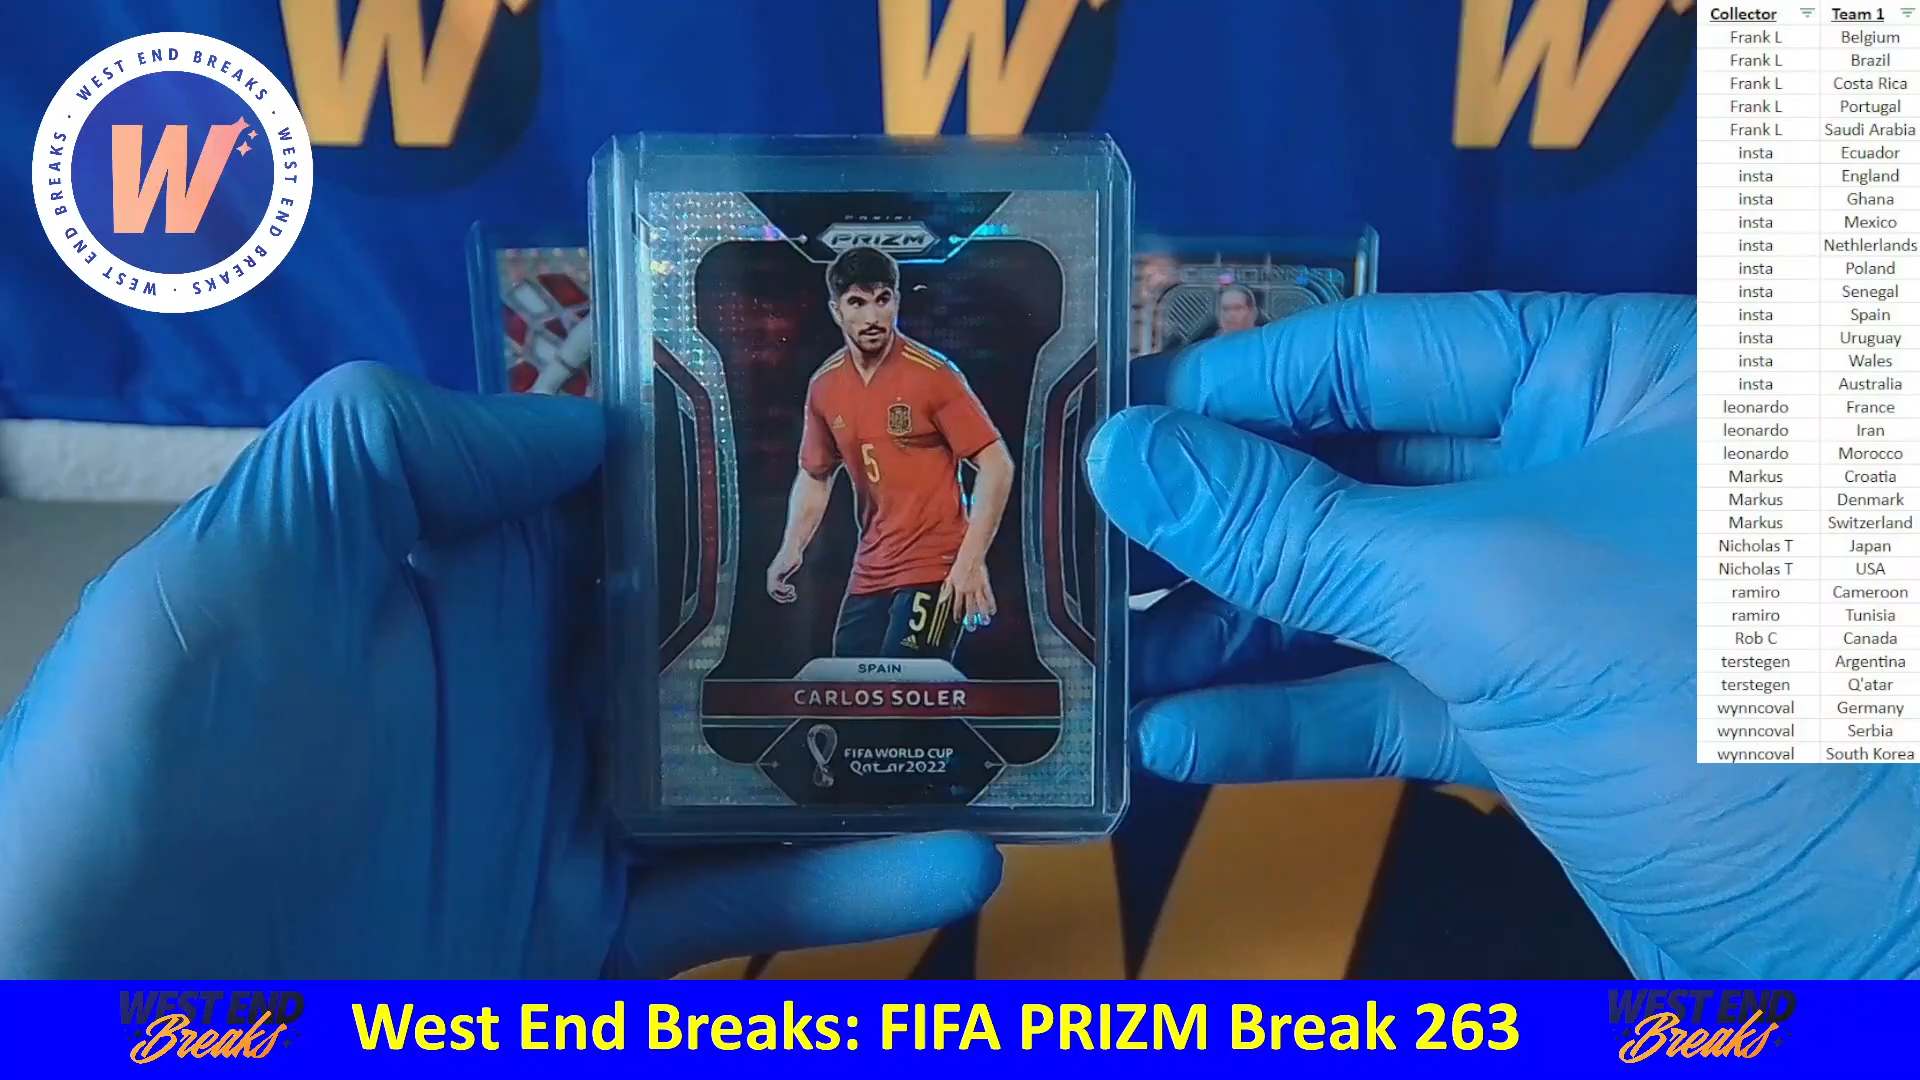 WEST END BREAKS · WEST END BREAKS · WEST END BREAKS ·
W
PANINI
PRIZM
5
5
SPAIN
CARLOS SOLER
FIFA WORLD CUP
Qatar2022
Collector Team 1
Frank L Belgium
Frank L Brazil
Frank L Costa Rica
Frank L Portugal
Frank L Saudi Arabia
insta Ecuador
insta England
insta Ghana
insta Mexico
insta Nethlerlands
insta Poland
insta Senegal
insta Spain
insta Uruguay
insta Wales
insta Australia
leonardo France
leonardo Iran
leonardo Morocco
Markus Croatia
Markus Denmark
Markus Switzerland
Nicholas T Japan
Nicholas T USA
ramiro Cameroon
ramiro Tunisia
Rob C Canada
terstegen Argentina
terstegen Q'atar
wynncoval Germany
wynncoval Serbia
wynncoval South Korea
WEST END
Breaks
West End Breaks: FIFA PRIZM Break 263
WEST END
Breaks